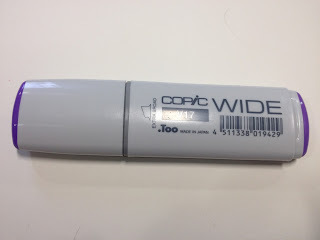 COPIC WIDE
.Too MADE IN JAPAN
4 511338 019429